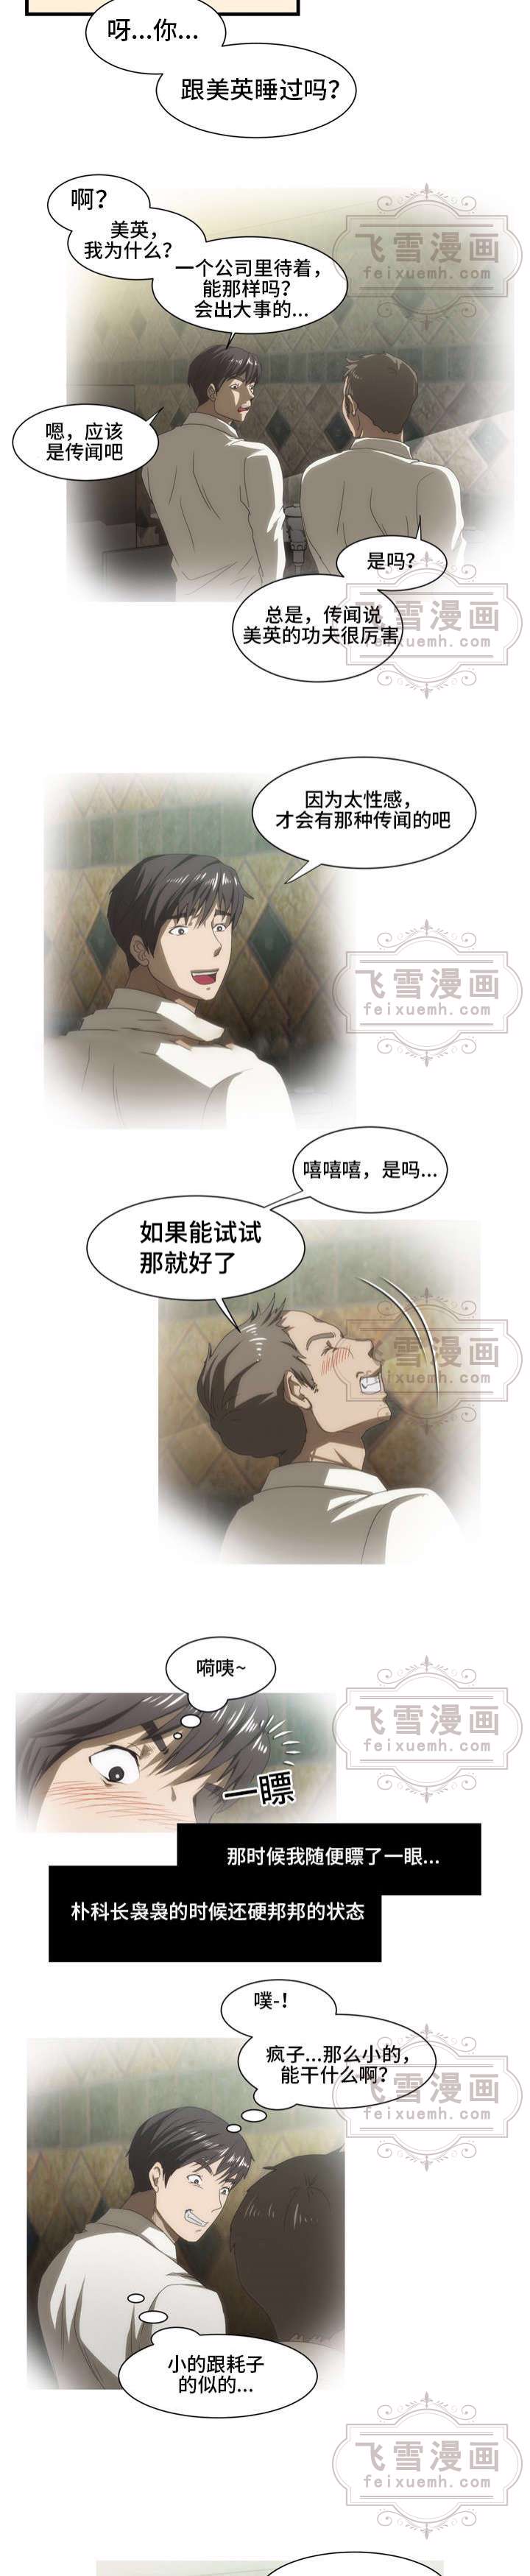 呀...你...
跟美英睡过吗？
啊？
美英，
我为什么？
一个公司里待着，
能那样吗？
会出大事的...
飞雪漫画
feixuemh.com
嗯，应该
是传闻吧
是吗？
总是，传闻说
美英的功夫很厉害
飞雪漫画
feixuemh.com
因为太性感，
才会有那种传闻的吧
飞雪漫画
feixuemh.com
嘻嘻嘻，是吗...
如果能试试
那就好了
飞雪漫画
feixuemh.com
嗬咦~
飞雪漫画
feixuemh.com
一瞟
那时候我随便瞟了一眼...
朴科长袅袅的时候还硬邦邦的状态
噗-！
疯子...那么小的，
能干什么啊？
飞雪漫画
feixuemh.com
小的跟耗子
的似的...
飞雪漫画
feixuemh.com